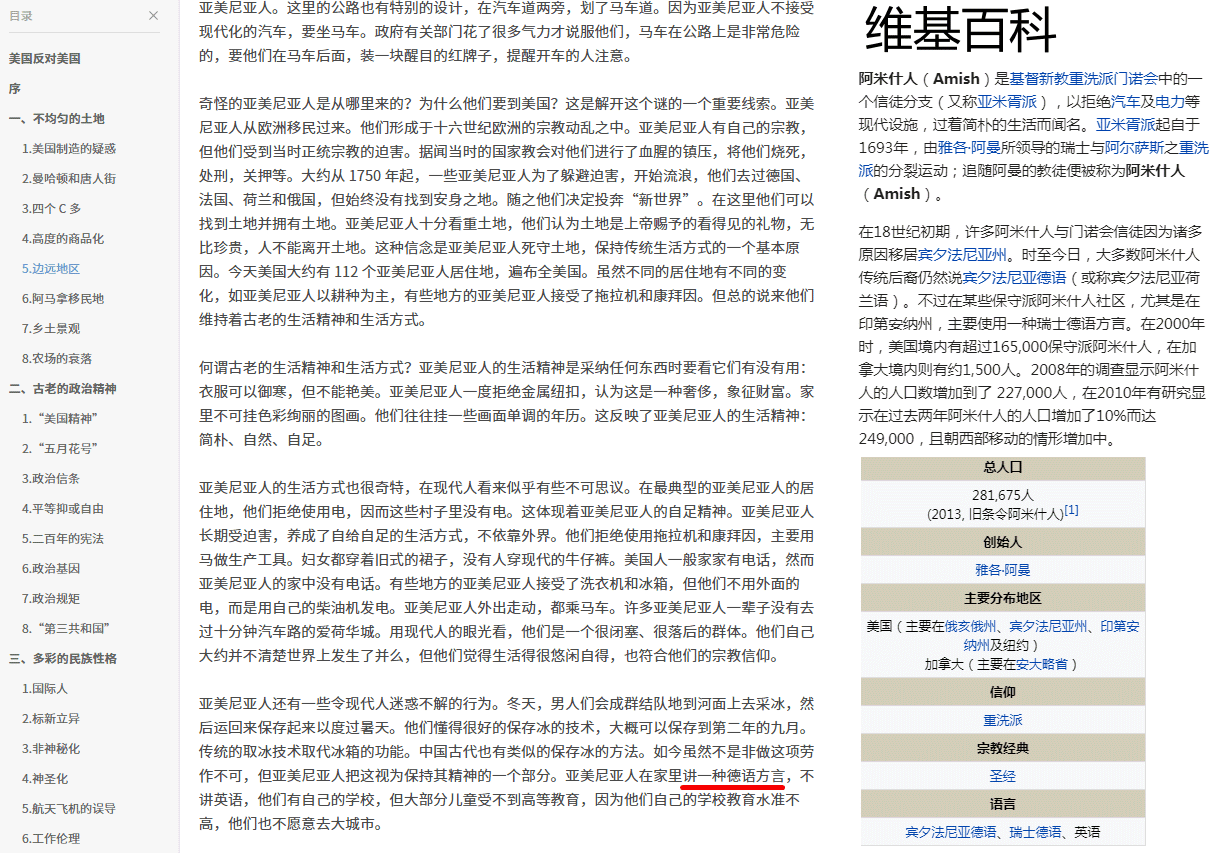 目录
美国反对美国
序
一、不均匀的土地
1.美国制造的疑惑
2.曼哈顿和唐人街
3.四个 C 多
4.高度的商品化
5.边远地区
6.阿马拿移民地
7.乡土景观
8.农场的衰落
二、古老的政治精神
1.“美国精神”
2.“五月花号”
3.政治信条
4.平等抑或自由
5.二百年的宪法
6.政治基因
7.政治规矩
8.“第三共和国”
三、多彩的民族性格
1.国际人
2.标新立异
3.非神秘化
4.神圣化
5.航天飞机的误导
6.工作伦理
亚美尼亚人。这里的公路也有特别的设计，在汽车道两旁，划了马车道。因为亚美尼亚人不接受
现代化的汽车，要坐马车。政府有关部门花了很多气力才说服他们，马车在公路上是非常危险
的，要他们在马车后面，装一块醒目的红牌子，提醒开车的人注意。
奇怪的亚美尼亚人是从哪里来的？为什么他们要到美国？这是解开这个谜的一个重要线索。亚美
尼亚人从欧洲移民过来。他们形成于十六世纪欧洲的宗教动乱之中。亚美尼亚人有自己的宗教，
但他们受到当时正统宗教的迫害。据闻当时的国家教会对他们进行了血腥的镇压，将他们烧死，
处刑，关押等。大约从 1750 年起，一些亚美尼亚人为了躲避迫害，开始流浪，他们去过德国、
法国、荷兰和俄国，但始终没有找到安身之地。随之他们决定投奔“新世界”。在这里他们可以
找到土地并拥有土地。亚美尼亚人十分看重土地，他们认为土地是上帝赐予的看得见的礼物，无
比珍贵，人不能离开土地。这种信念是亚美尼亚人死守土地，保持传统生活方式的一个基本原
因。今天美国大约有 112 个亚美尼亚人居住地，遍布全美国。虽然不同的居住地有不同的变
化，如亚美尼亚人以耕种为主，有些地方的亚美尼亚人接受了拖拉机和康拜因。但总的说来他们
维持着古老的生活精神和生活方式。
何谓古老的生活精神和生活方式？亚美尼亚人的生活精神是采纳任何东西时要看它们有没有用：
衣服可以御寒，但不能艳美。亚美尼亚人一度拒绝金属纽扣，认为这是一种奢侈，象征财富。家
里不可挂色彩绚丽的图画。他们往往挂一些画面单调的年历。这反映了亚美尼亚人的生活精神：
简朴、自然、自足。
亚美尼亚人的生活方式也很奇特，在现代人看来似乎有些不可思议。在最典型的亚美尼亚人的居
住地，他们拒绝使用电，因而这些村子里没有电。这体现着亚美尼亚人的自足精神。亚美尼亚人
长期受迫害，养成了自给自足的生活方式，不依靠外界。他们拒绝使用拖拉机和康拜因，主要用
马做生产工具。妇女都穿着旧式的裙子，没有人穿现代的牛仔裤。美国人一般家家有电话，然而
亚美尼亚人的家中没有电话。有些地方的亚美尼亚人接受了洗衣机和冰箱，但他们不用外面的
电，而是用自己的柴油机发电。亚美尼亚人外出走动，都乘马车。许多亚美尼亚人一辈子没有去
过十分钟汽车路的爱荷华城。用现代人的眼光看，他们是一个很闭塞、很落后的群体。他们自己
大约并不清楚世界上发生了并么，但他们觉得生活得很悠闲自得，也符合他们的宗教信仰。
亚美尼亚人还有一些令现代人迷惑不解的行为。冬天，男人们会成群结队地到河面上去采冰，然
后运回来保存起来以度过暑天。他们懂得很好的保存冰的技术，大概可以保存到第二年的九月。
传统的取冰技术取代冰箱的功能。中国古代也有类似的保存冰的方法。如今虽然不是非做这项劳
作不可，但亚美尼亚人把这视为保持其精神的一个部分。亚美尼亚人在家里讲一种德语方言，不
讲英语，他们有自己的学校，但大部分儿童受不到高等教育，因为他们自己的学校教育水准不
高，他们也不愿意去大城市。
维基百科
阿米什人（Amish）是基督新教重洗派门诺会中的一
个信徒分支（又称亚米胥派），以拒绝汽车及电力等
现代设施，过着简朴的生活而闻名。亚米胥派起自于
1693年，由雅各·阿曼所领导的瑞士与阿尔萨斯之重洗
派的分裂运动；追随阿曼的教徒便被称为阿米什人
（Amish）。
在18世纪初期，许多阿米什人与门诺会信徒因为诸多
原因移居宾夕法尼亚州。时至今日，大多数阿米什人
传统后裔仍然说宾夕法尼亚德语（或称宾夕法尼亚荷
兰语）。不过在某些保守派阿米什人社区，尤其是在
印第安纳州，主要使用一种瑞士德语方言。在2000年
时，美国境内有超过165,000保守派阿米什人，在加
拿大境内则有约1,500人。2008年的调查显示阿米什
人的人口数增加到了 227,000人，在2010年有研究显
示在过去两年阿米什人的人口增加了10%而达
249,000，且朝西部移动的情形增加中。
总人口
281,675人
(2013, 旧条令阿米什人)[1]
创始人
雅各·阿曼
主要分布地区
美国（主要在俄亥俄州、宾夕法尼亚州、印第安
纳州及纽约）
加拿大（主要在安大略省）
信仰
重洗派
宗教经典
圣经
语言
宾夕法尼亚德语、瑞士德语、英语